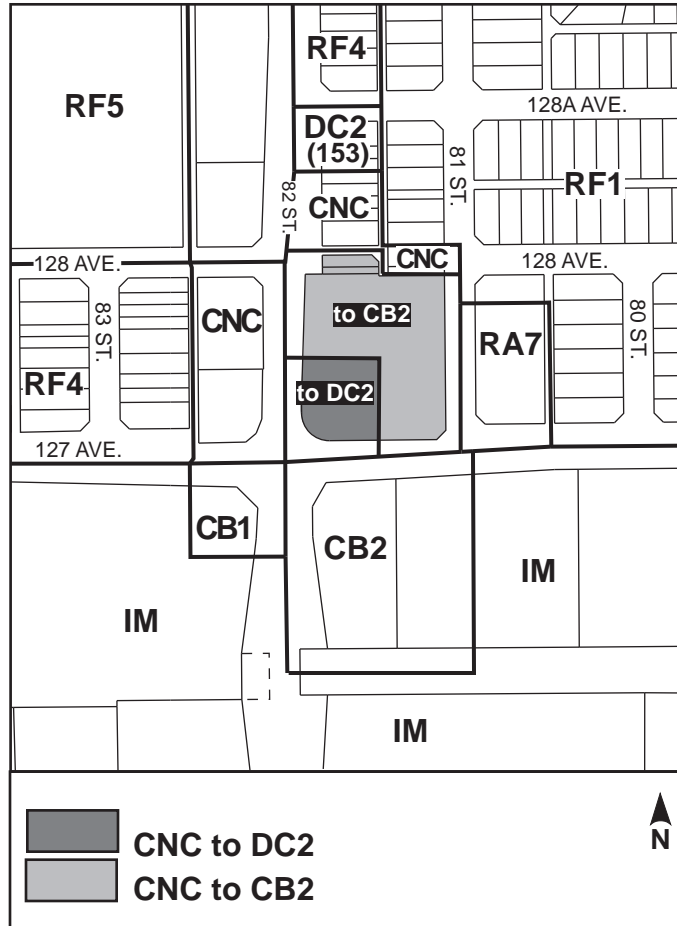 RF4
RF5
128A AVE.
DC2
(153)
81 ST.
RF1
82 ST.
CNC
CNC
128 AVE.
128 AVE.
83 ST.
CNC
to CB2
RA7
80 ST.
RF4
to DC2
127 AVE.
CB1
CB2
IM
IM
IM
CNC to DC2
CNC to CB2
N